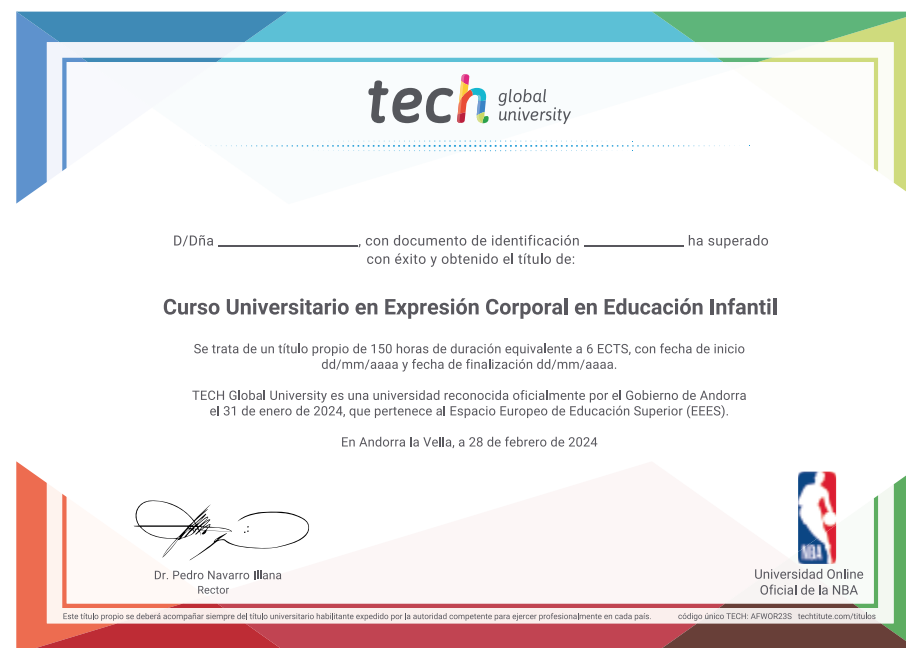 tech global university
D/Dña ____________________, con documento de identificación ______________ ha superado
con éxito y obtenido el título de:
Curso Universitario en Expresión Corporal en Educación Infantil
Se trata de un título propio de 150 horas de duración equivalente a 6 ECTS, con fecha de inicio
dd/mm/aaaa y fecha de finalización dd/mm/aaaa.
TECH Global University es una universidad reconocida oficialmente por el Gobierno de Andorra
el 31 de enero de 2024, que pertenece al Espacio Europeo de Educación Superior (EEES).
En Andorra la Vella, a 28 de febrero de 2024
Dr. Pedro Navarro Illana
Rector
NBA
Universidad Online
Oficial de la NBA
Este título propio se deberá acompañar siempre del título universitario habilitante expedido por la autoridad competente para ejercer profesionalmente en cada país. código único TECH: AFWOR23S techtitute.com/titulos